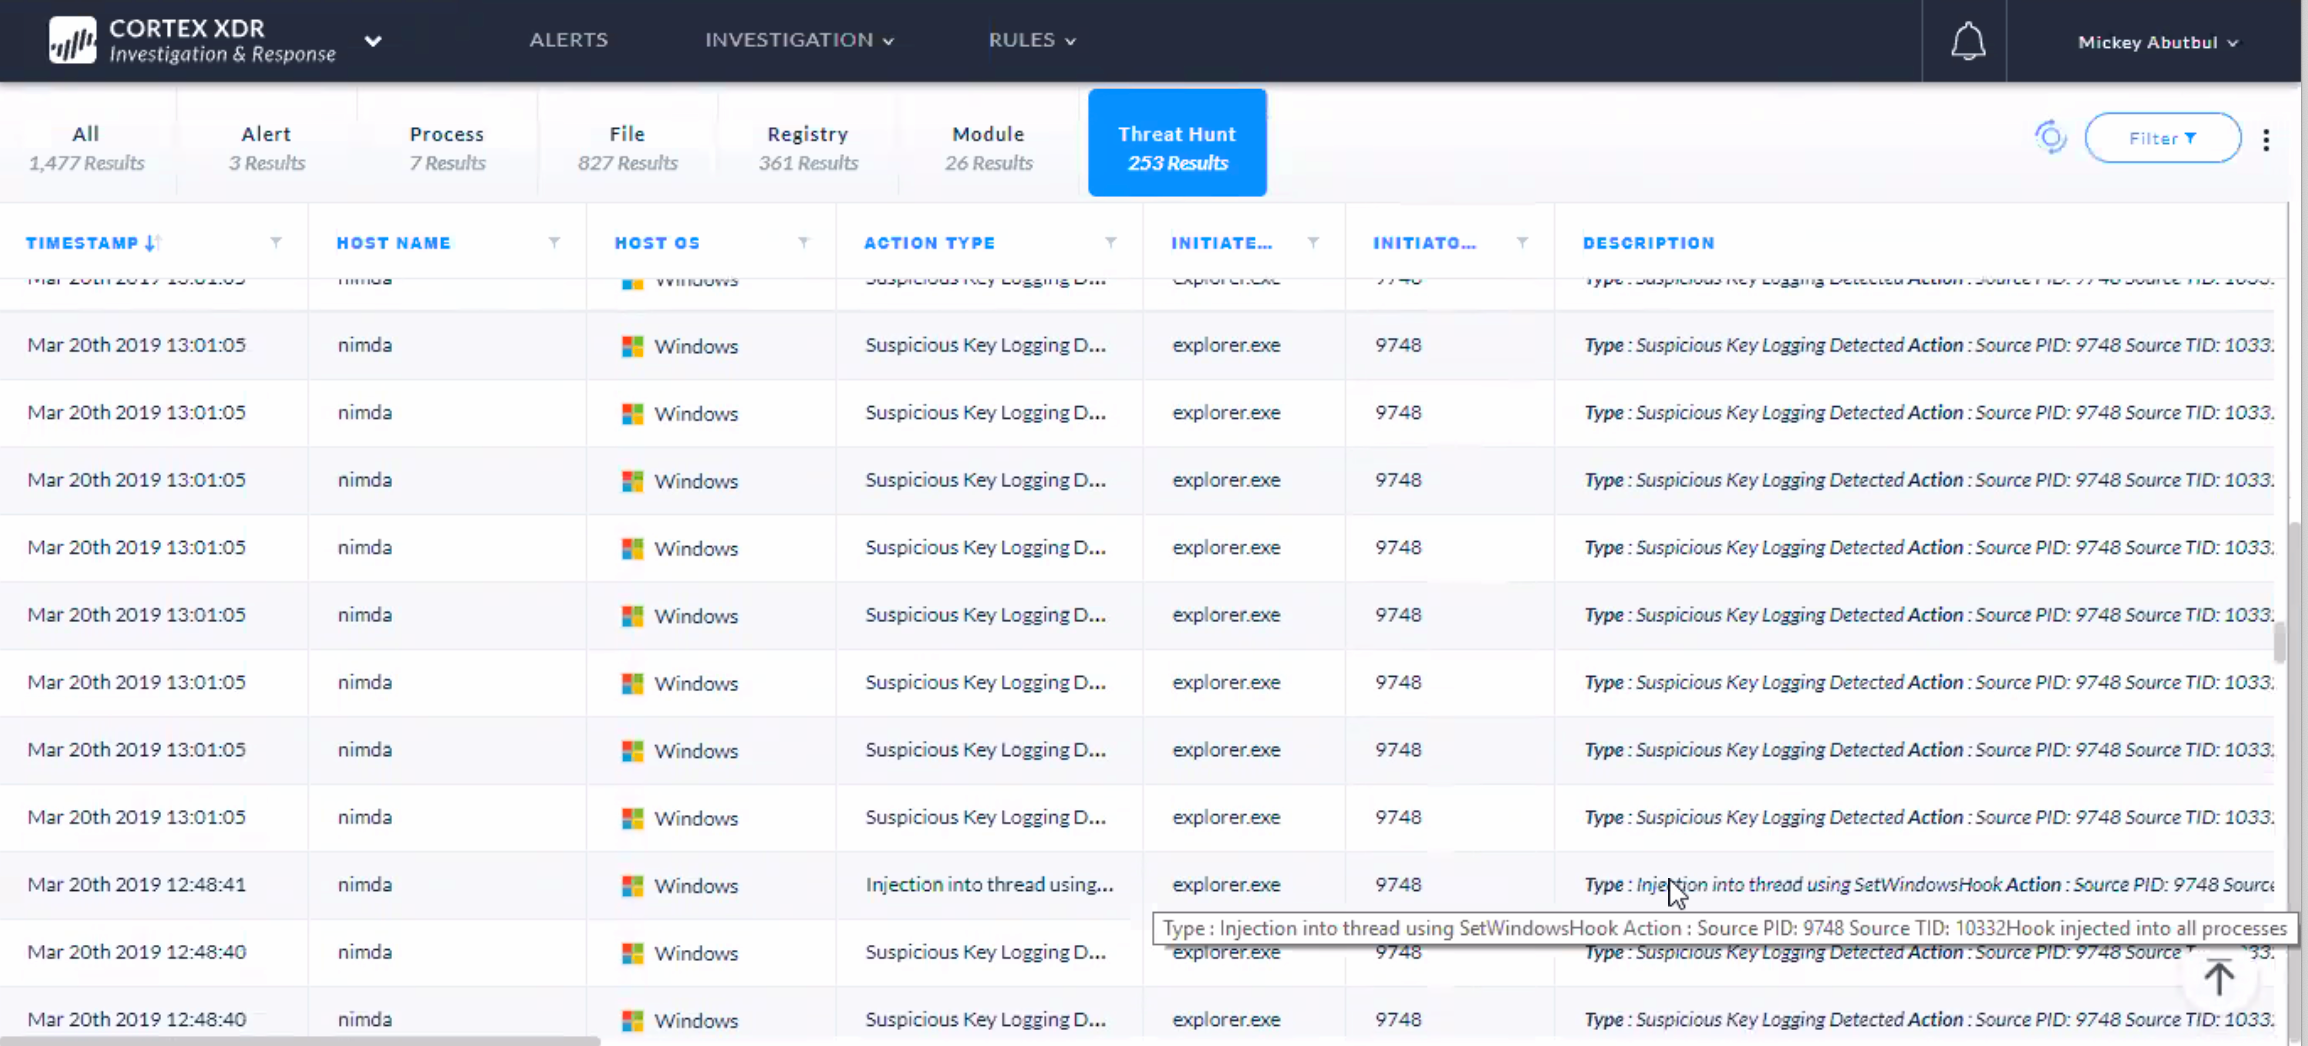 CORTEX XDR
Investigation & Response
ALERTS
INVESTIGATION
RULES
Mickey Abutbul
All
1,477 Results
Alert
3 Results
Process
7 Results
File
827 Results
Registry
361 Results
Module
26 Results
Threat Hunt
253 Results
Filter
TIMESTAMP HOST NAME HOST OS ACTION TYPE INITIATE... INITIATO... DESCRIPTION
Mar 20th 2019 13:01:05 nimda Windows Suspicious Key Logging D... explorer.exe 9748 Type : Suspicious Key Logging Detected Action : Source PID: 9748 Source TID: 1033
Mar 20th 2019 13:01:05 nimda Windows Suspicious Key Logging D... explorer.exe 9748 Type : Suspicious Key Logging Detected Action : Source PID: 9748 Source TID: 1033
Mar 20th 2019 13:01:05 nimda Windows Suspicious Key Logging D... explorer.exe 9748 Type : Suspicious Key Logging Detected Action : Source PID: 9748 Source TID: 1033
Mar 20th 2019 13:01:05 nimda Windows Suspicious Key Logging D... explorer.exe 9748 Type : Suspicious Key Logging Detected Action : Source PID: 9748 Source TID: 1033
Mar 20th 2019 13:01:05 nimda Windows Suspicious Key Logging D... explorer.exe 9748 Type : Suspicious Key Logging Detected Action : Source PID: 9748 Source TID: 1033
Mar 20th 2019 13:01:05 nimda Windows Suspicious Key Logging D... explorer.exe 9748 Type : Suspicious Key Logging Detected Action : Source PID: 9748 Source TID: 1033
Mar 20th 2019 13:01:05 nimda Windows Suspicious Key Logging D... explorer.exe 9748 Type : Suspicious Key Logging Detected Action : Source PID: 9748 Source TID: 1033
Mar 20th 2019 13:01:05 nimda Windows Suspicious Key Logging D... explorer.exe 9748 Type : Suspicious Key Logging Detected Action : Source PID: 9748 Source TID: 1033
Mar 20th 2019 12:48:41 nimda Windows Injection into thread using... explorer.exe 9748 Type : Injection into thread using SetWindowsHook Action : Source PID: 9748 Source
Type : Injection into thread using SetWindowsHook Action : Source PID: 9748 Source TID: 10332Hook injected into all processes
Mar 20th 2019 12:48:40 nimda Windows Suspicious Key Logging D... explorer.exe 9748 Type : Suspicious Key Logging Detected Action : Source PID: 9748 Source TID: 1033
Mar 20th 2019 12:48:40 nimda Windows Suspicious Key Logging D... explorer.exe 9748 Type : Suspicious Key Logging Detected Action : Source PID: 9748 Source TID: 1033